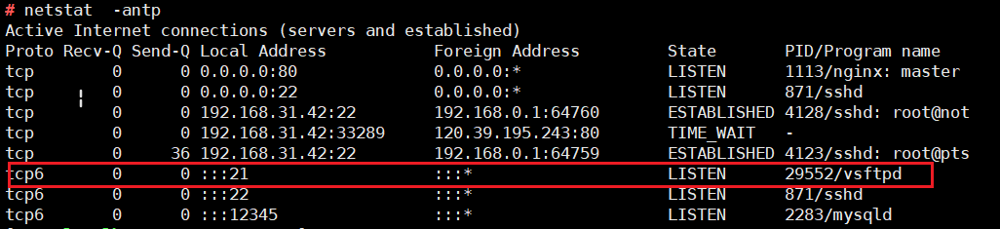 # netstat  -antp
Active Internet connections (servers and established)
Proto Recv-Q Send-Q Local Address           Foreign Address         State       PID/Program name
tcp        0      0 0.0.0.0:80              0.0.0.0:*               LISTEN      1113/nginx: master
tcp        0      0 0.0.0.0:22              0.0.0.0:*               LISTEN      871/sshd
tcp        0      0 192.168.31.42:22        192.168.0.1:64760       ESTABLISHED 4128/sshd: root@not
tcp        0      0 192.168.31.42:33289     120.39.195.243:80       TIME_WAIT   -
tcp        0     36 192.168.31.42:22        192.168.0.1:64759       ESTABLISHED 4123/sshd: root@pts
tcp6       0      0 :::21                   :::*                    LISTEN      29552/vsftpd
tcp6       0      0 :::22                   :::*                    LISTEN      871/sshd
tcp6       0      0 :::12345                :::*                    LISTEN      2283/mysqld